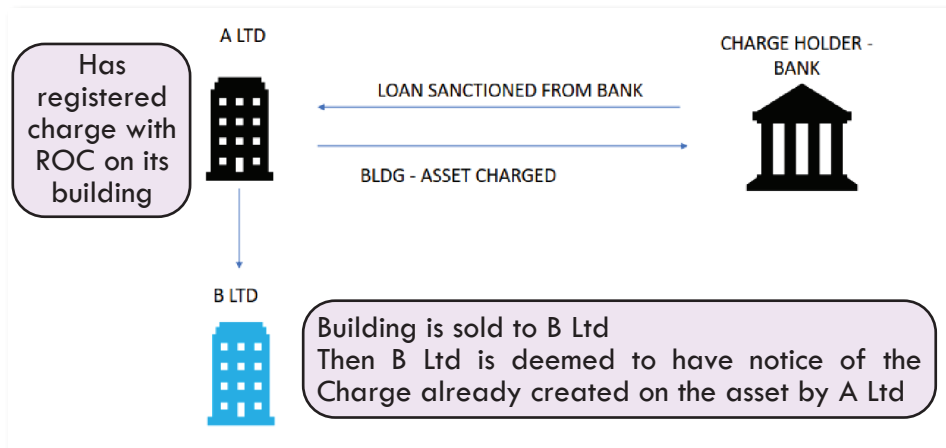 A LTD
Has
registered
charge with
ROC on its
building
LOAN SANCTIONED FROM BANK
CHARGE HOLDER -
BANK
BLDG - ASSET CHARGED
B LTD
Building is sold to B Ltd
Then B Ltd is deemed to have notice of the
Charge already created on the asset by A Ltd